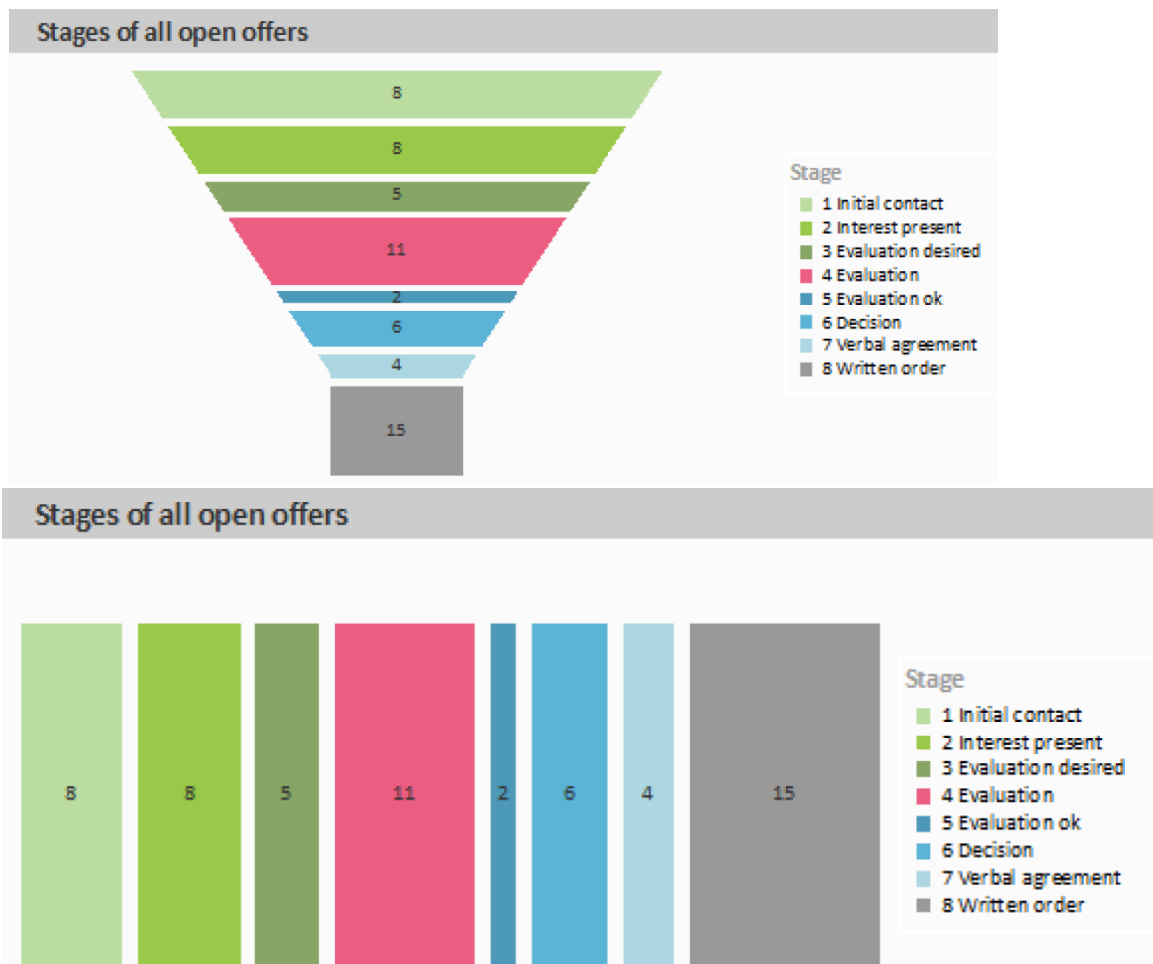 Stages of all open offers
8
8
5
11
2
6
4
15
Stage
1 Initial contact
2 Interest present
3 Evaluation desired
4 Evaluation
5 Evaluation ok
6 Decision
7 Verbal agreement
8 Written order
Stages of all open offers
8 8 5 11 2 6 4 15
Stage
1 Initial contact
2 Interest present
3 Evaluation desired
4 Evaluation
5 Evaluation ok
6 Decision
7 Verbal agreement
8 Written order